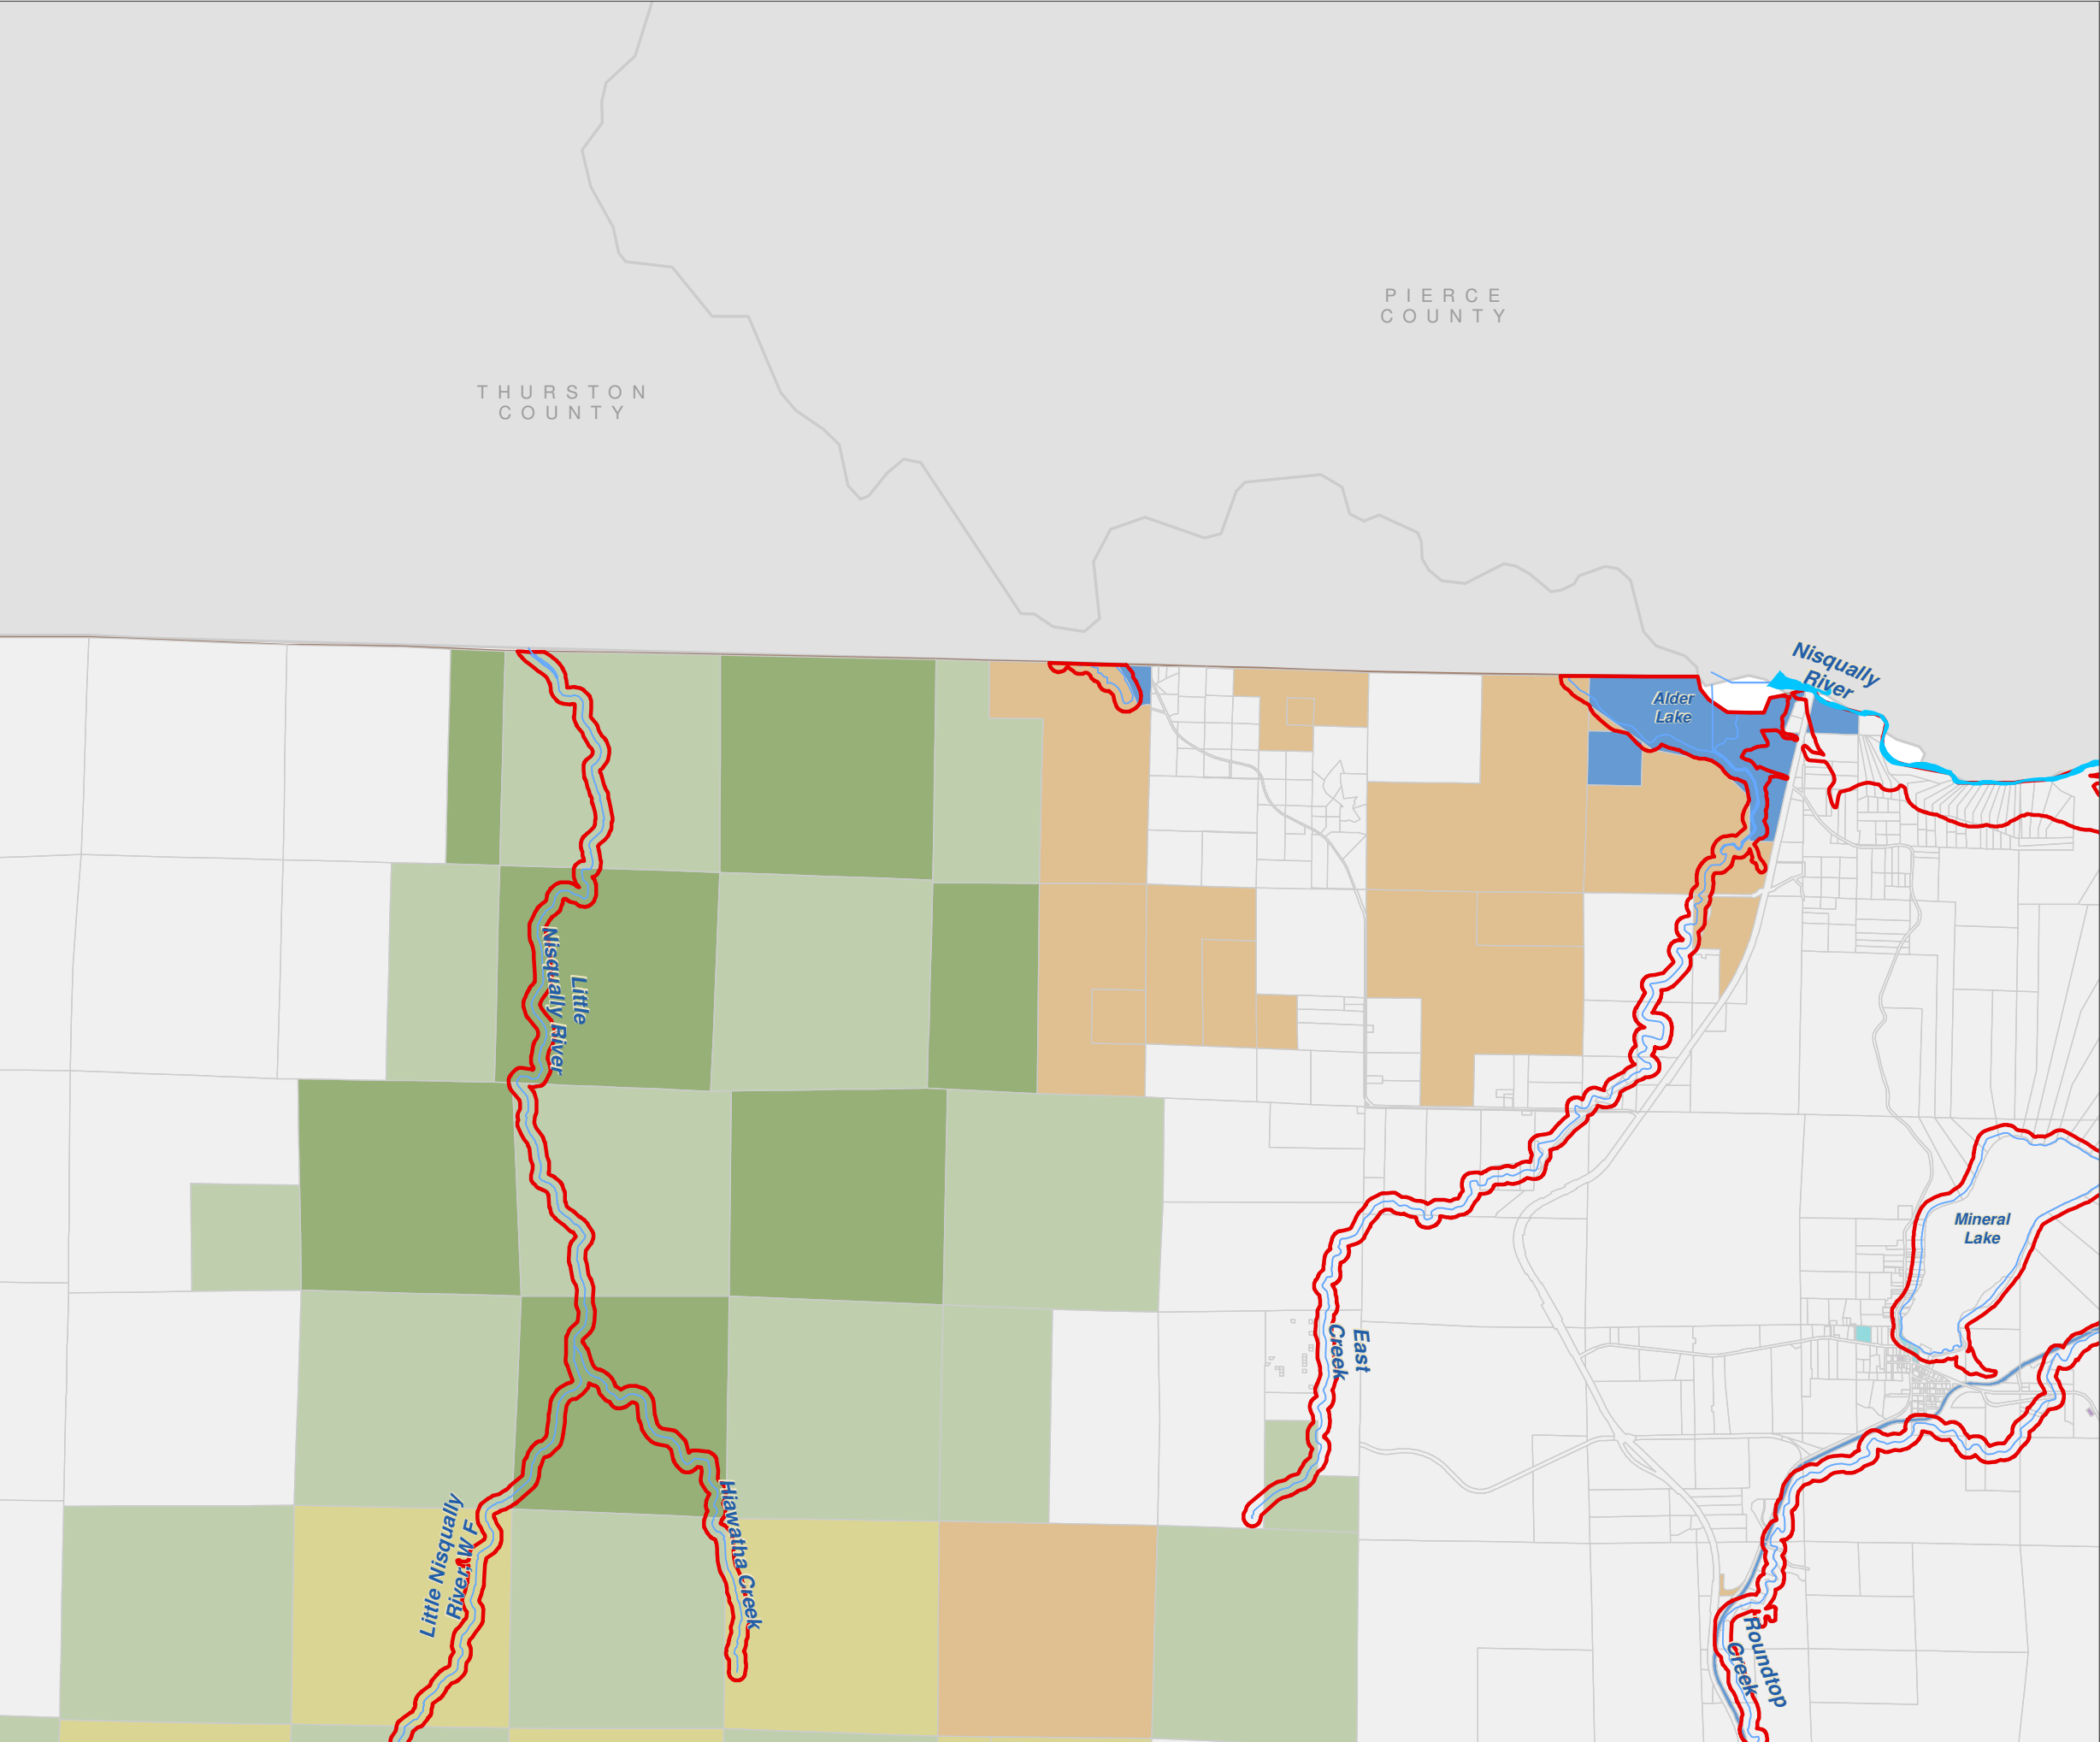 PIERCE
COUNTY
THURSTON
COUNTY
Nisqually
River
Alder
Lake
Little
Nisqually River
Mineral
Lake
East
Creek
Hiawatha Creek
Little Nisqually
River, W F
Roundtop
Creek